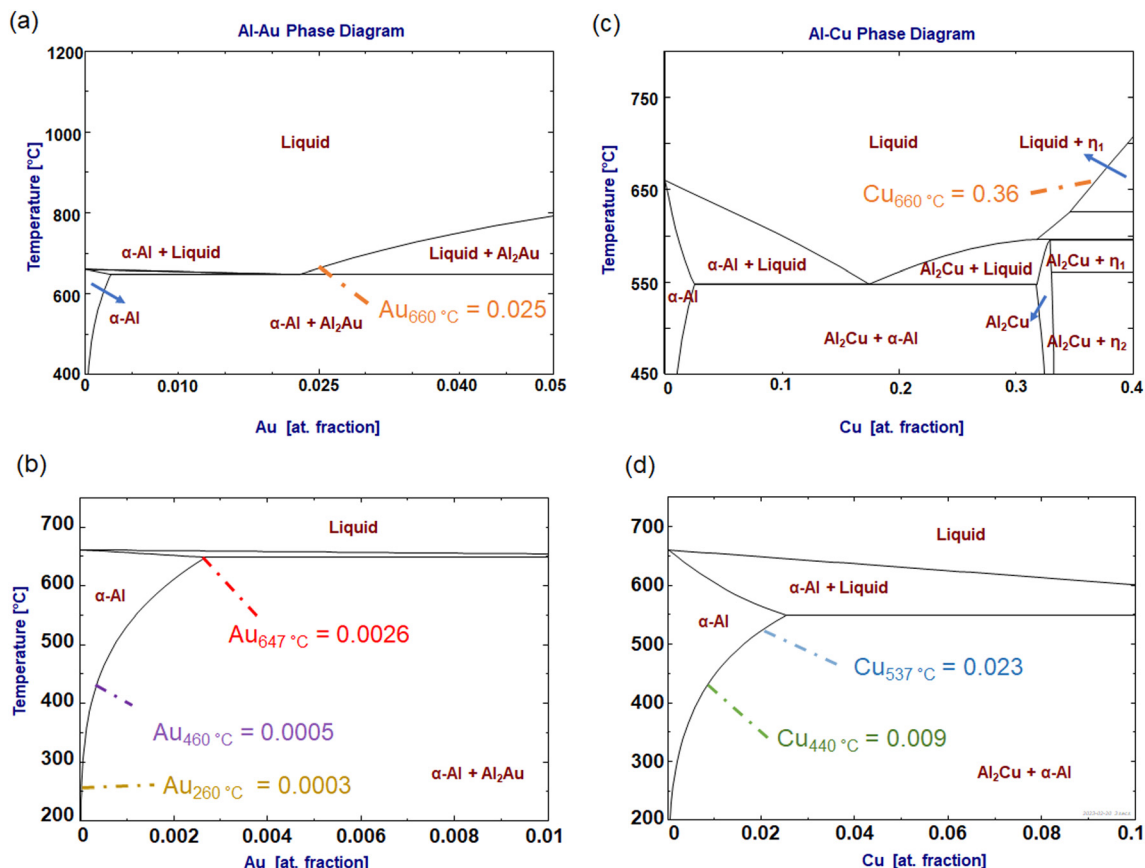 (a)
Al-Au Phase Diagram
1200
1000
800
600
400
Temperature [°C]
Liquid
α-Al + Liquid
Liquid + Al₂Au
α-Al
α-Al + Al₂Au
Au₆₆₀ °C = 0.025
0
0.010
0.025
0.040
0.05
Au [at. fraction]
(c)
Al-Cu Phase Diagram
750
650
550
450
Temperature [°C]
Liquid
Liquid + η₁
Cu₆₆₀ °C = 0.36
α-Al + Liquid
Al₂Cu + Liquid
Al₂Cu + η₁
α-Al
Al₂Cu
Al₂Cu + α-Al
Al₂Cu + η₂
0
0.1
0.2
0.3
0.4
Cu [at. fraction]
(b)
700
600
500
400
300
200
Temperature [°C]
Liquid
α-Al
Au₆₄₇ °C = 0.0026
Au₄₆₀ °C = 0.0005
Au₂₆₀ °C = 0.0003
α-Al + Al₂Au
0
0.002
0.004
0.006
0.008
0.01
Au [at. fraction]
(d)
700
600
500
400
300
200
Liquid
α-Al + Liquid
α-Al
Cu₅₃₇ °C = 0.023
Cu₄₄₀ °C = 0.009
Al₂Cu + α-Al
0
0.02
0.04
0.06
0.08
0.1
Cu [at. fraction]